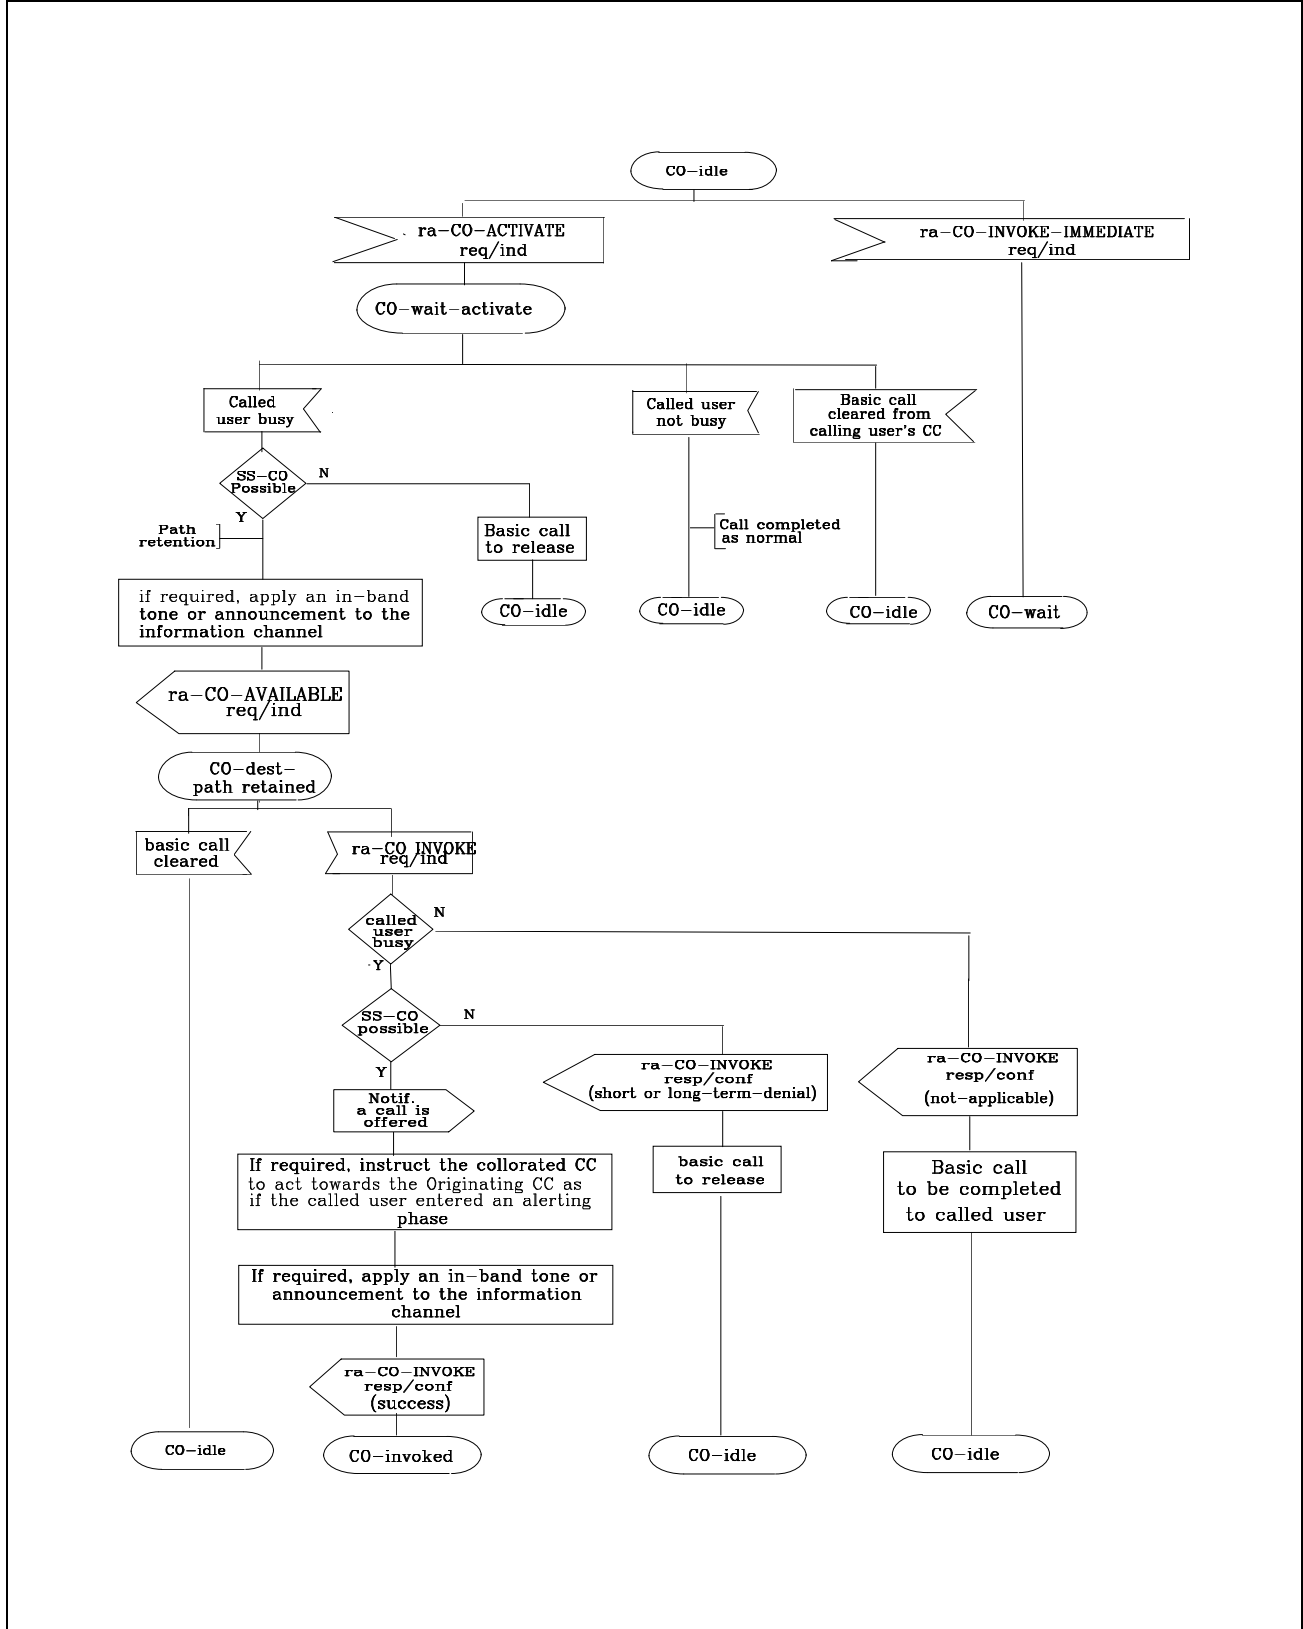 CO-idle
ra-CO-ACTIVATE
req/ind
ra-CO-INVOKE-IMMEDIATE
req/ind
CO-wait-activate
Called
user busy
Called user
not busy
Basic call
cleared from
calling user's CC
SS-CO
Possible
N
Y
Path
retention
Basic call
to release
Call completed
as normal
if required, apply an in-band
tone or announcement to the
information channel
CO-idle
CO-idle
CO-idle
CO-wait
ra-CO-AVAILABLE
req/ind
CO-dest-
path retained
basic call
cleared
ra-CO INVOKE
req/ind
called
user
busy
N
Y
SS-CO
possible
N
Y
ra-CO-INVOKE
resp/conf
(short or long-term-denial)
ra-CO-INVOKE
resp/conf
(not-applicable)
Notif.
a call is
offered
If required, instruct the collorated CC
to act towards the Originating CC as
if the called user entered an alerting
phase
basic call
to release
Basic call
to be completed
to called user
If required, apply an in-band tone or
announcement to the information
channel
ra-CO-INVOKE
resp/conf
(success)
CO-idle
CO-invoked
CO-idle
CO-idle